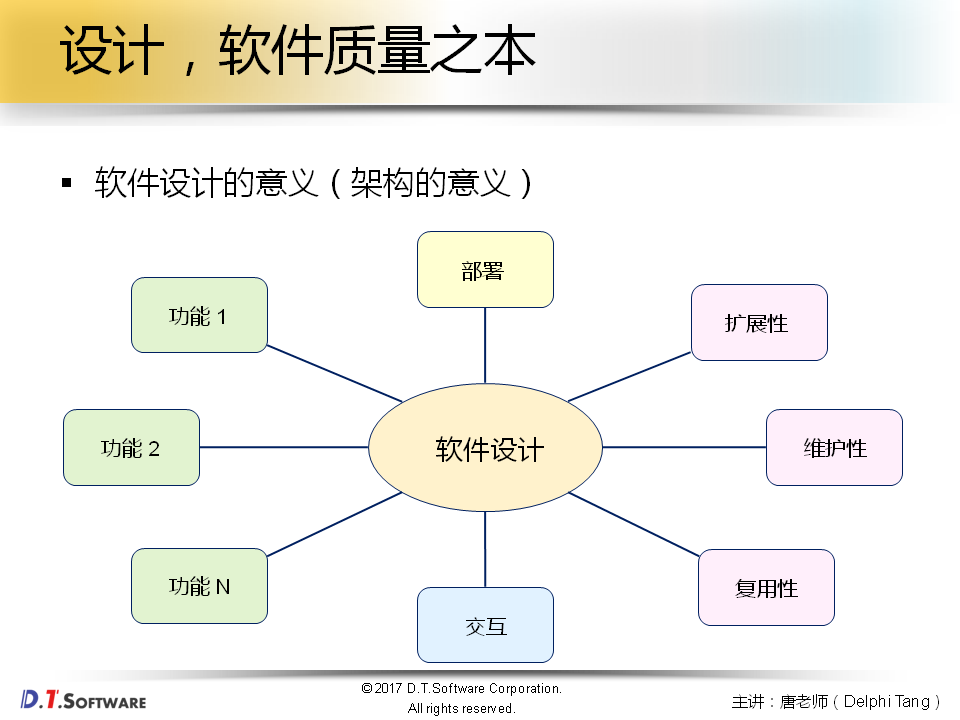 设计，软件质量之本
▪ 软件设计的意义（架构的意义）
部署
功能 1
扩展性
功能 2
软件设计
维护性
功能 N
复用性
交互
D.T.SOFTWARE
©2017 D.T.Software Corporation.
All rights reserved.
主讲：唐老师（Delphi Tang）